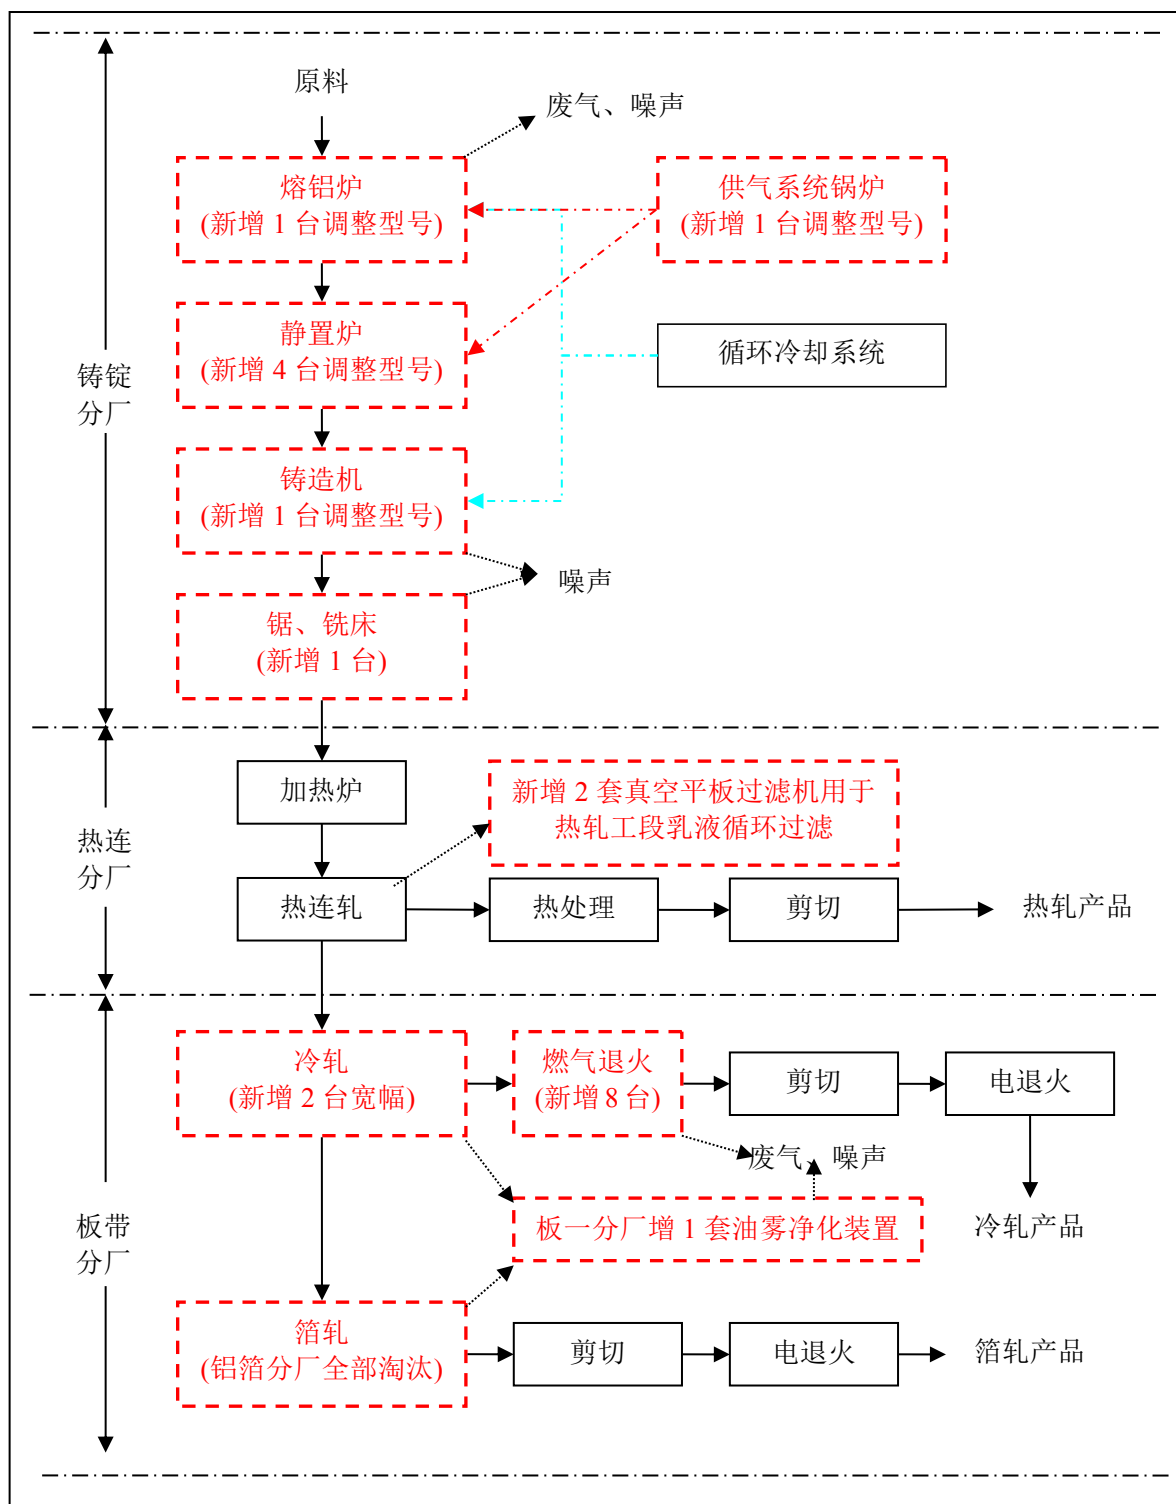 原料
废气、噪声
熔铝炉
(新增 1 台调整型号)
供气系统锅炉
(新增 1 台调整型号)
静置炉
(新增 4 台调整型号)
循环冷却系统
铸锭
分厂
铸造机
(新增 1 台调整型号)
噪声
锯、铣床
(新增 1 台)
加热炉
新增 2 套真空平板过滤机用于
热轧工段乳液循环过滤
热连
分厂
热连轧
热处理
剪切
热轧产品
冷轧
(新增 2 台宽幅)
燃气退火
(新增 8 台)
剪切
电退火
废气、噪声
板带
分厂
板一分厂增 1 套油雾净化装置
冷轧产品
箔轧
(铝箔分厂全部淘汰)
剪切
电退火
箔轧产品